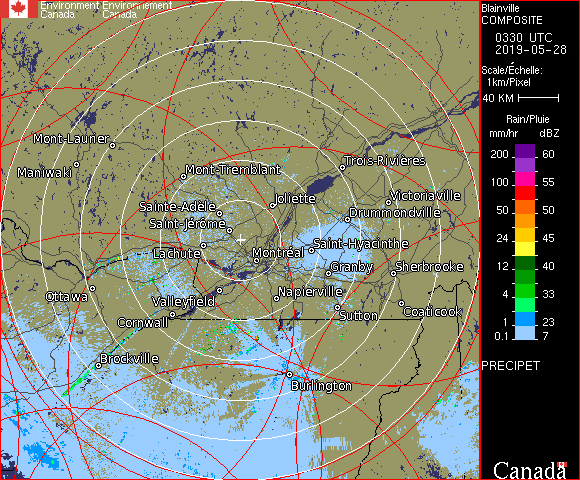 Environment Environnement
Canada Canada
Blainville
COMPOSITE
0330 UTC
2019-05-28
Scale/Échelle:
1km/Pixel
40 KM
Rain/Pluie
mm/hr dBZ
200 60
100 55
50 50
24 45
12 40
4 33
1 23
0.1 7
PRECIPET
Canada
Mont-Laurier
Maniwaki
Mont-Tremblant
Trois-Rivières
Sainte-Adèle
Joliette
Victoriaville
Saint-Jérôme
Drummondville
Lachute
Montréal
Saint-Hyacinthe
Granby
Sherbrooke
Ottawa
Valleyfield
Napierville
Cornwall
Sutton
Coaticook
Brockville
Burlington